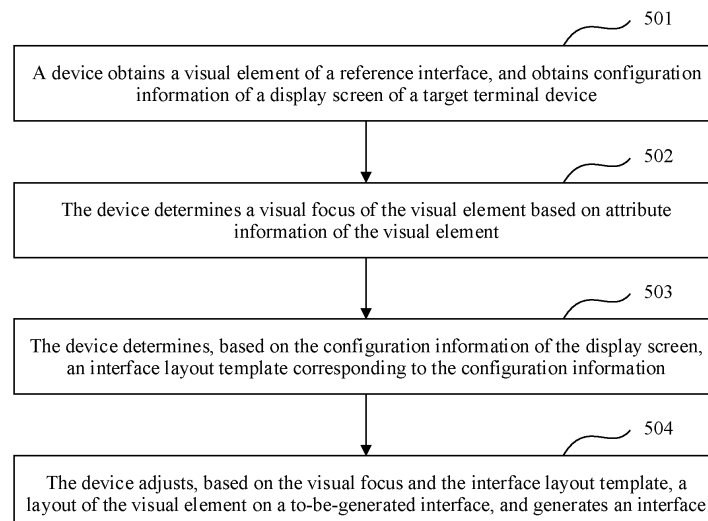 501
A device obtains a visual element of a reference interface, and obtains configuration
information of a display screen of a target terminal device
502
The device determines a visual focus of the visual element based on attribute
information of the visual element
503
The device determines, based on the configuration information of the display screen,
an interface layout template corresponding to the configuration information
504
The device adjusts, based on the visual focus and the interface layout template, a
layout of the visual element on a to-be-generated interface, and generates an interface